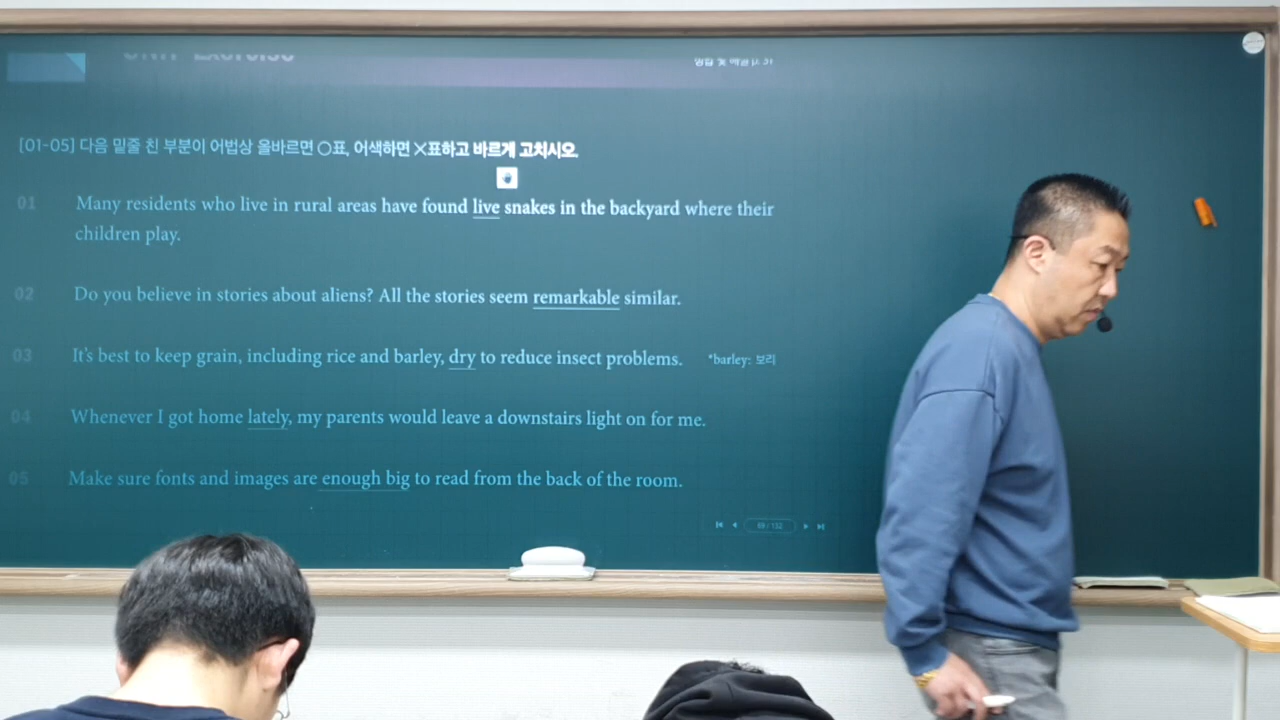 [01-05] 다음 밑줄 친 부분이 어법상 올바르면 ○표, 어색하면 ×표하고 바르게 고치시오.
01 Many residents who live in rural areas have found live snakes in the backyard where their
children play.
02 Do you believe in stories about aliens? All the stories seem remarkable similar.
03 It's best to keep grain, including rice and barley, dry to reduce insect problems. *barley: 보리
04 Whenever I got home lately, my parents would leave a downstairs light on for me.
05 Make sure fonts and images are enough big to read from the back of the room.